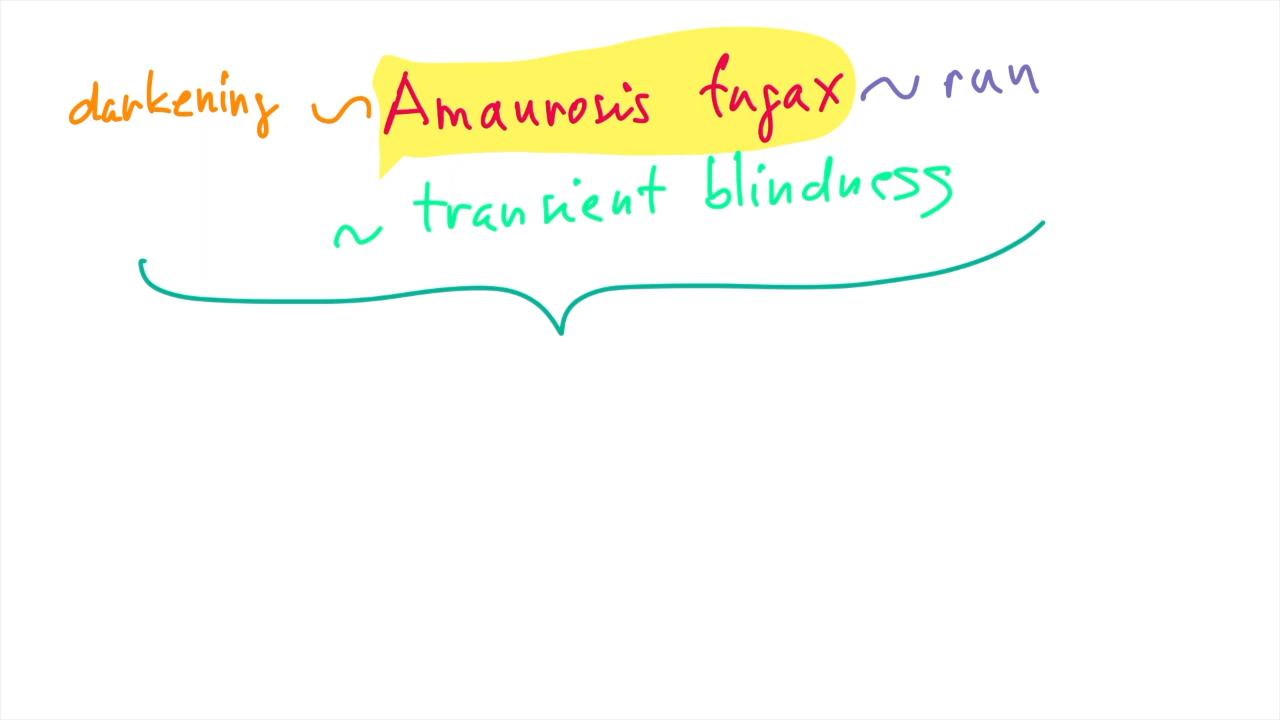 darkening ~ Amaurosis fugax ~ run
~ transient blindness